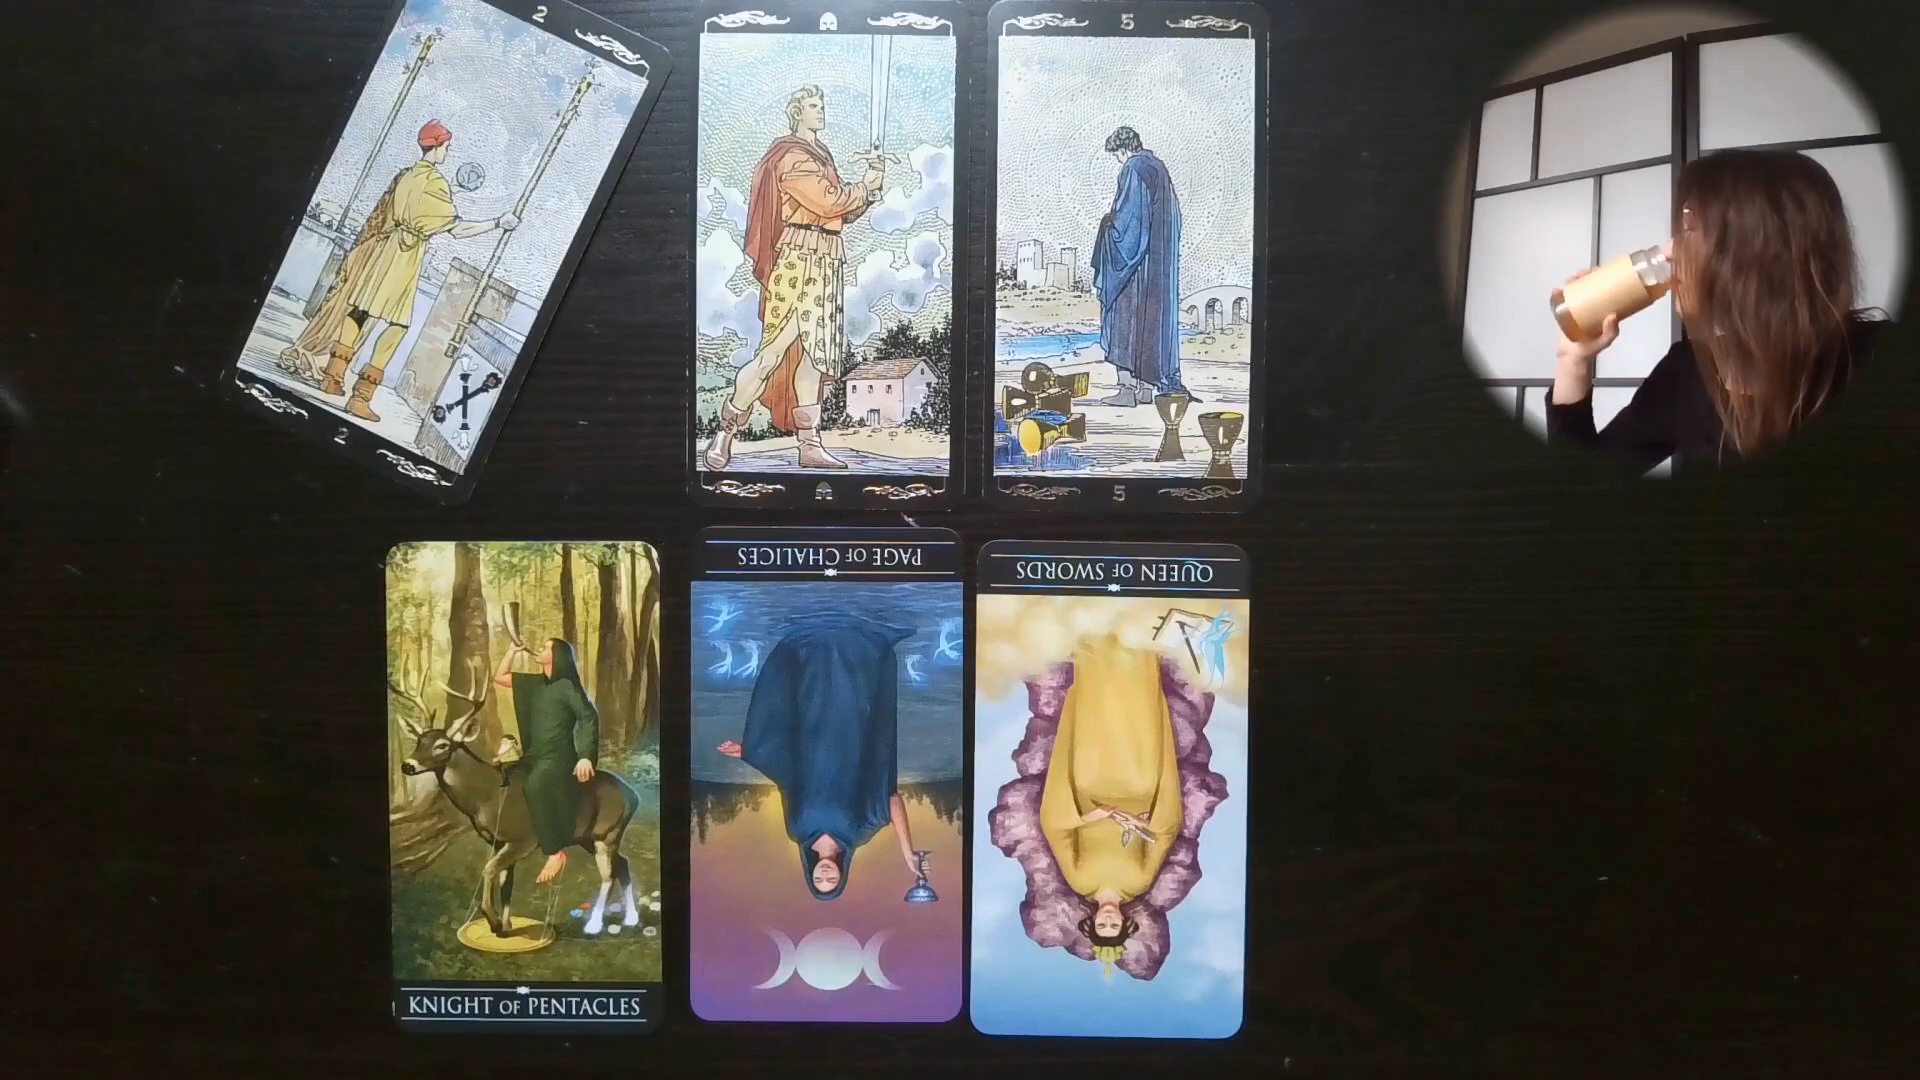 2
5
2
5
PAGE OF CHALICES
QUEEN OF SWORDS
KNIGHT OF PENTACLES